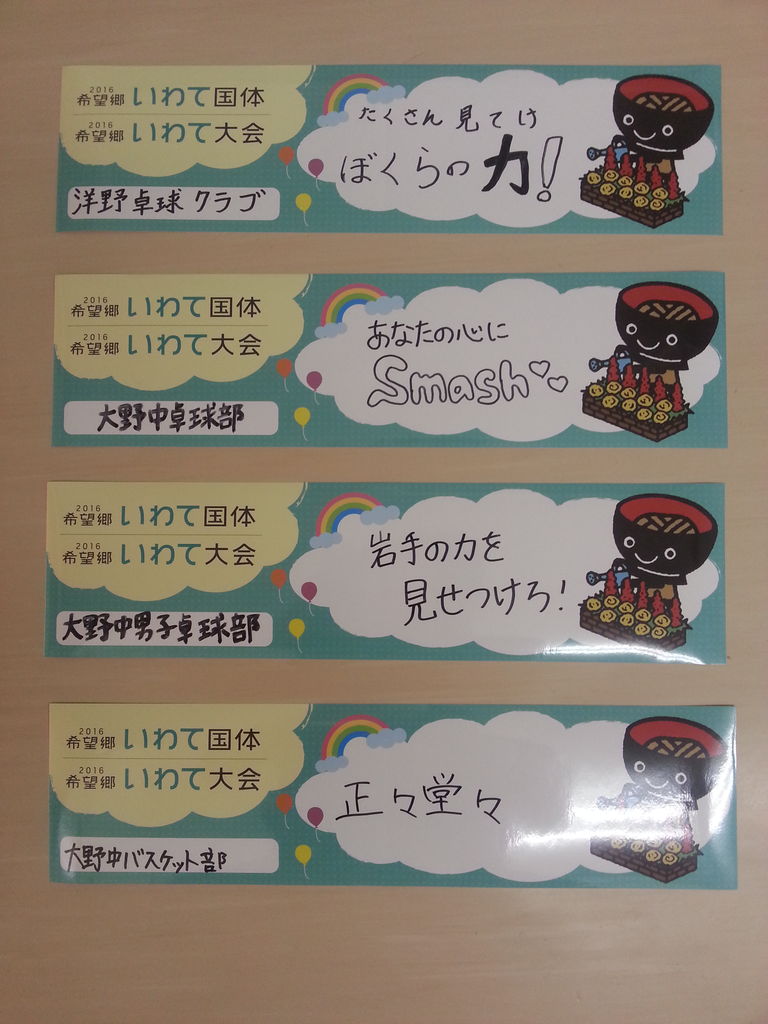 2016
希望郷 いわて国体
2016
希望郷 いわて大会
洋野卓球クラブ
たくさん見てけ
ぼくらの力!
2016
希望郷 いわて国体
2016
希望郷 いわて大会
大野中卓球部
あなたの心に
Smash♡♡
2016
希望郷 いわて国体
2016
希望郷 いわて大会
大野中男子卓球部
岩手の力を
見せつけろ!
2016
希望郷 いわて国体
2016
希望郷 いわて大会
大野中バスケット部
正々堂々